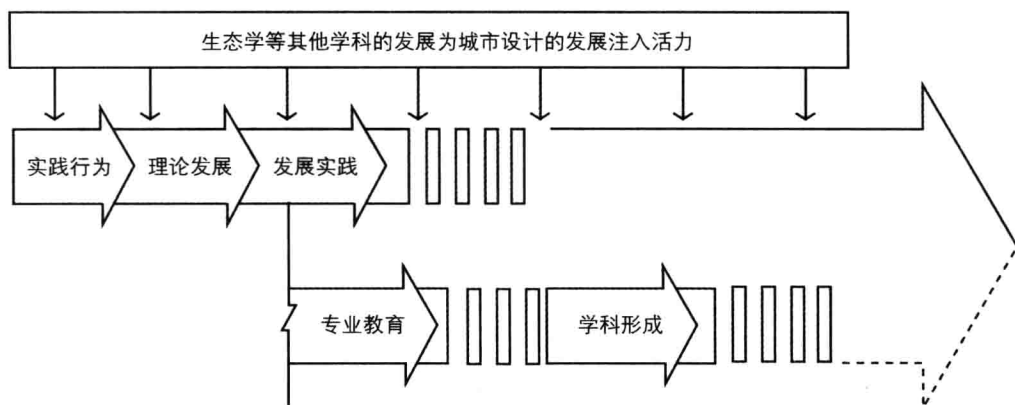 生态学等其他学科的发展为城市设计的发展注入活力
实践行为
理论发展
发展实践
专业教育
学科形成